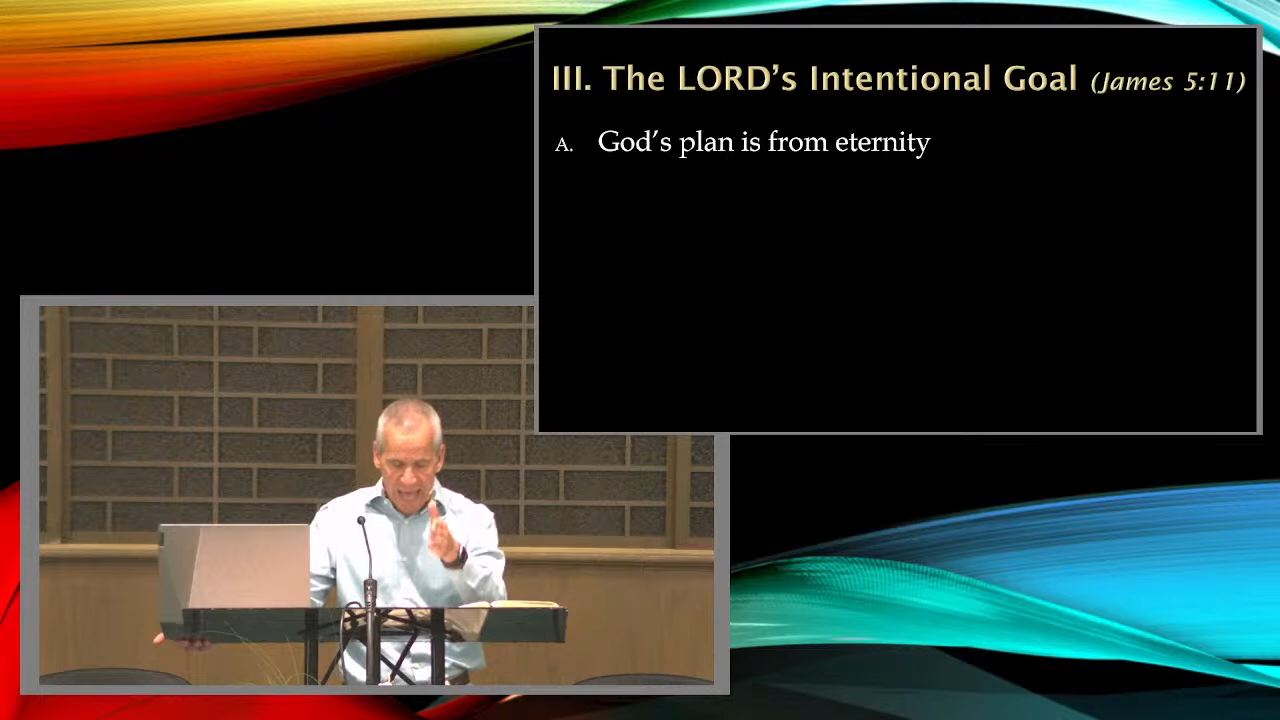 III. The LORD’s Intentional Goal (James 5:11)
A. God’s plan is from eternity